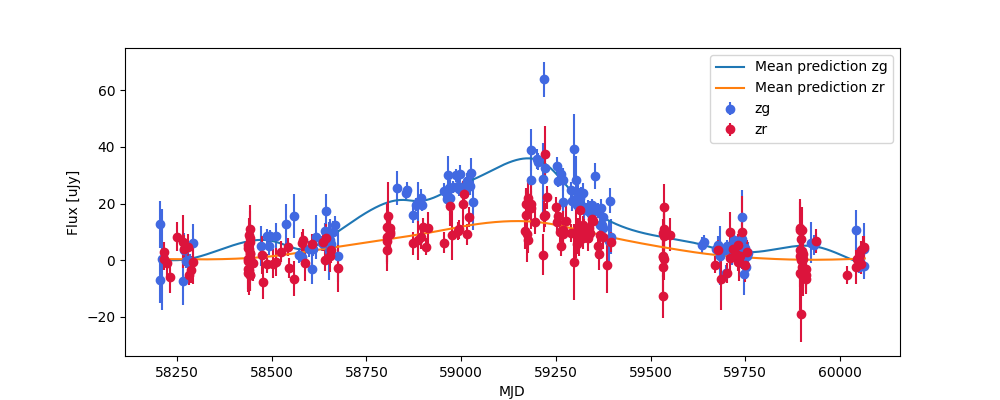 Mean prediction zg
Mean prediction zr
zg
zr
60
40
20
0
−20
Flux [uJy]
58250 58500 58750 59000 59250 59500 59750 60000
MJD